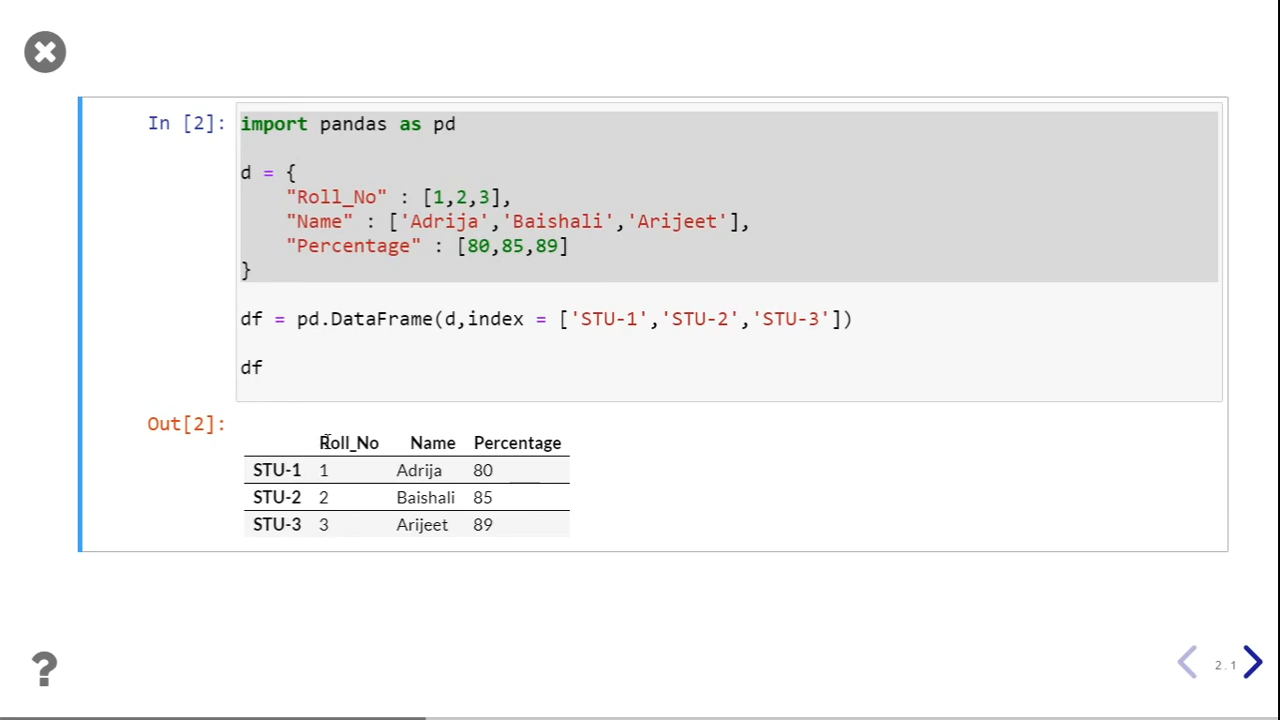 In [2]: import pandas as pd
d = {
"Roll_No" : [1,2,3],
"Name" : ['Adrija','Baishali','Arijeet'],
"Percentage" : [80,85,89]
}
df = pd.DataFrame(d,index = ['STU-1','STU-2','STU-3'])
df
Out[2]:
Roll_No Name Percentage
STU-1 1 Adrija 80
STU-2 2 Baishali 85
STU-3 3 Arijeet 89
?
2.1